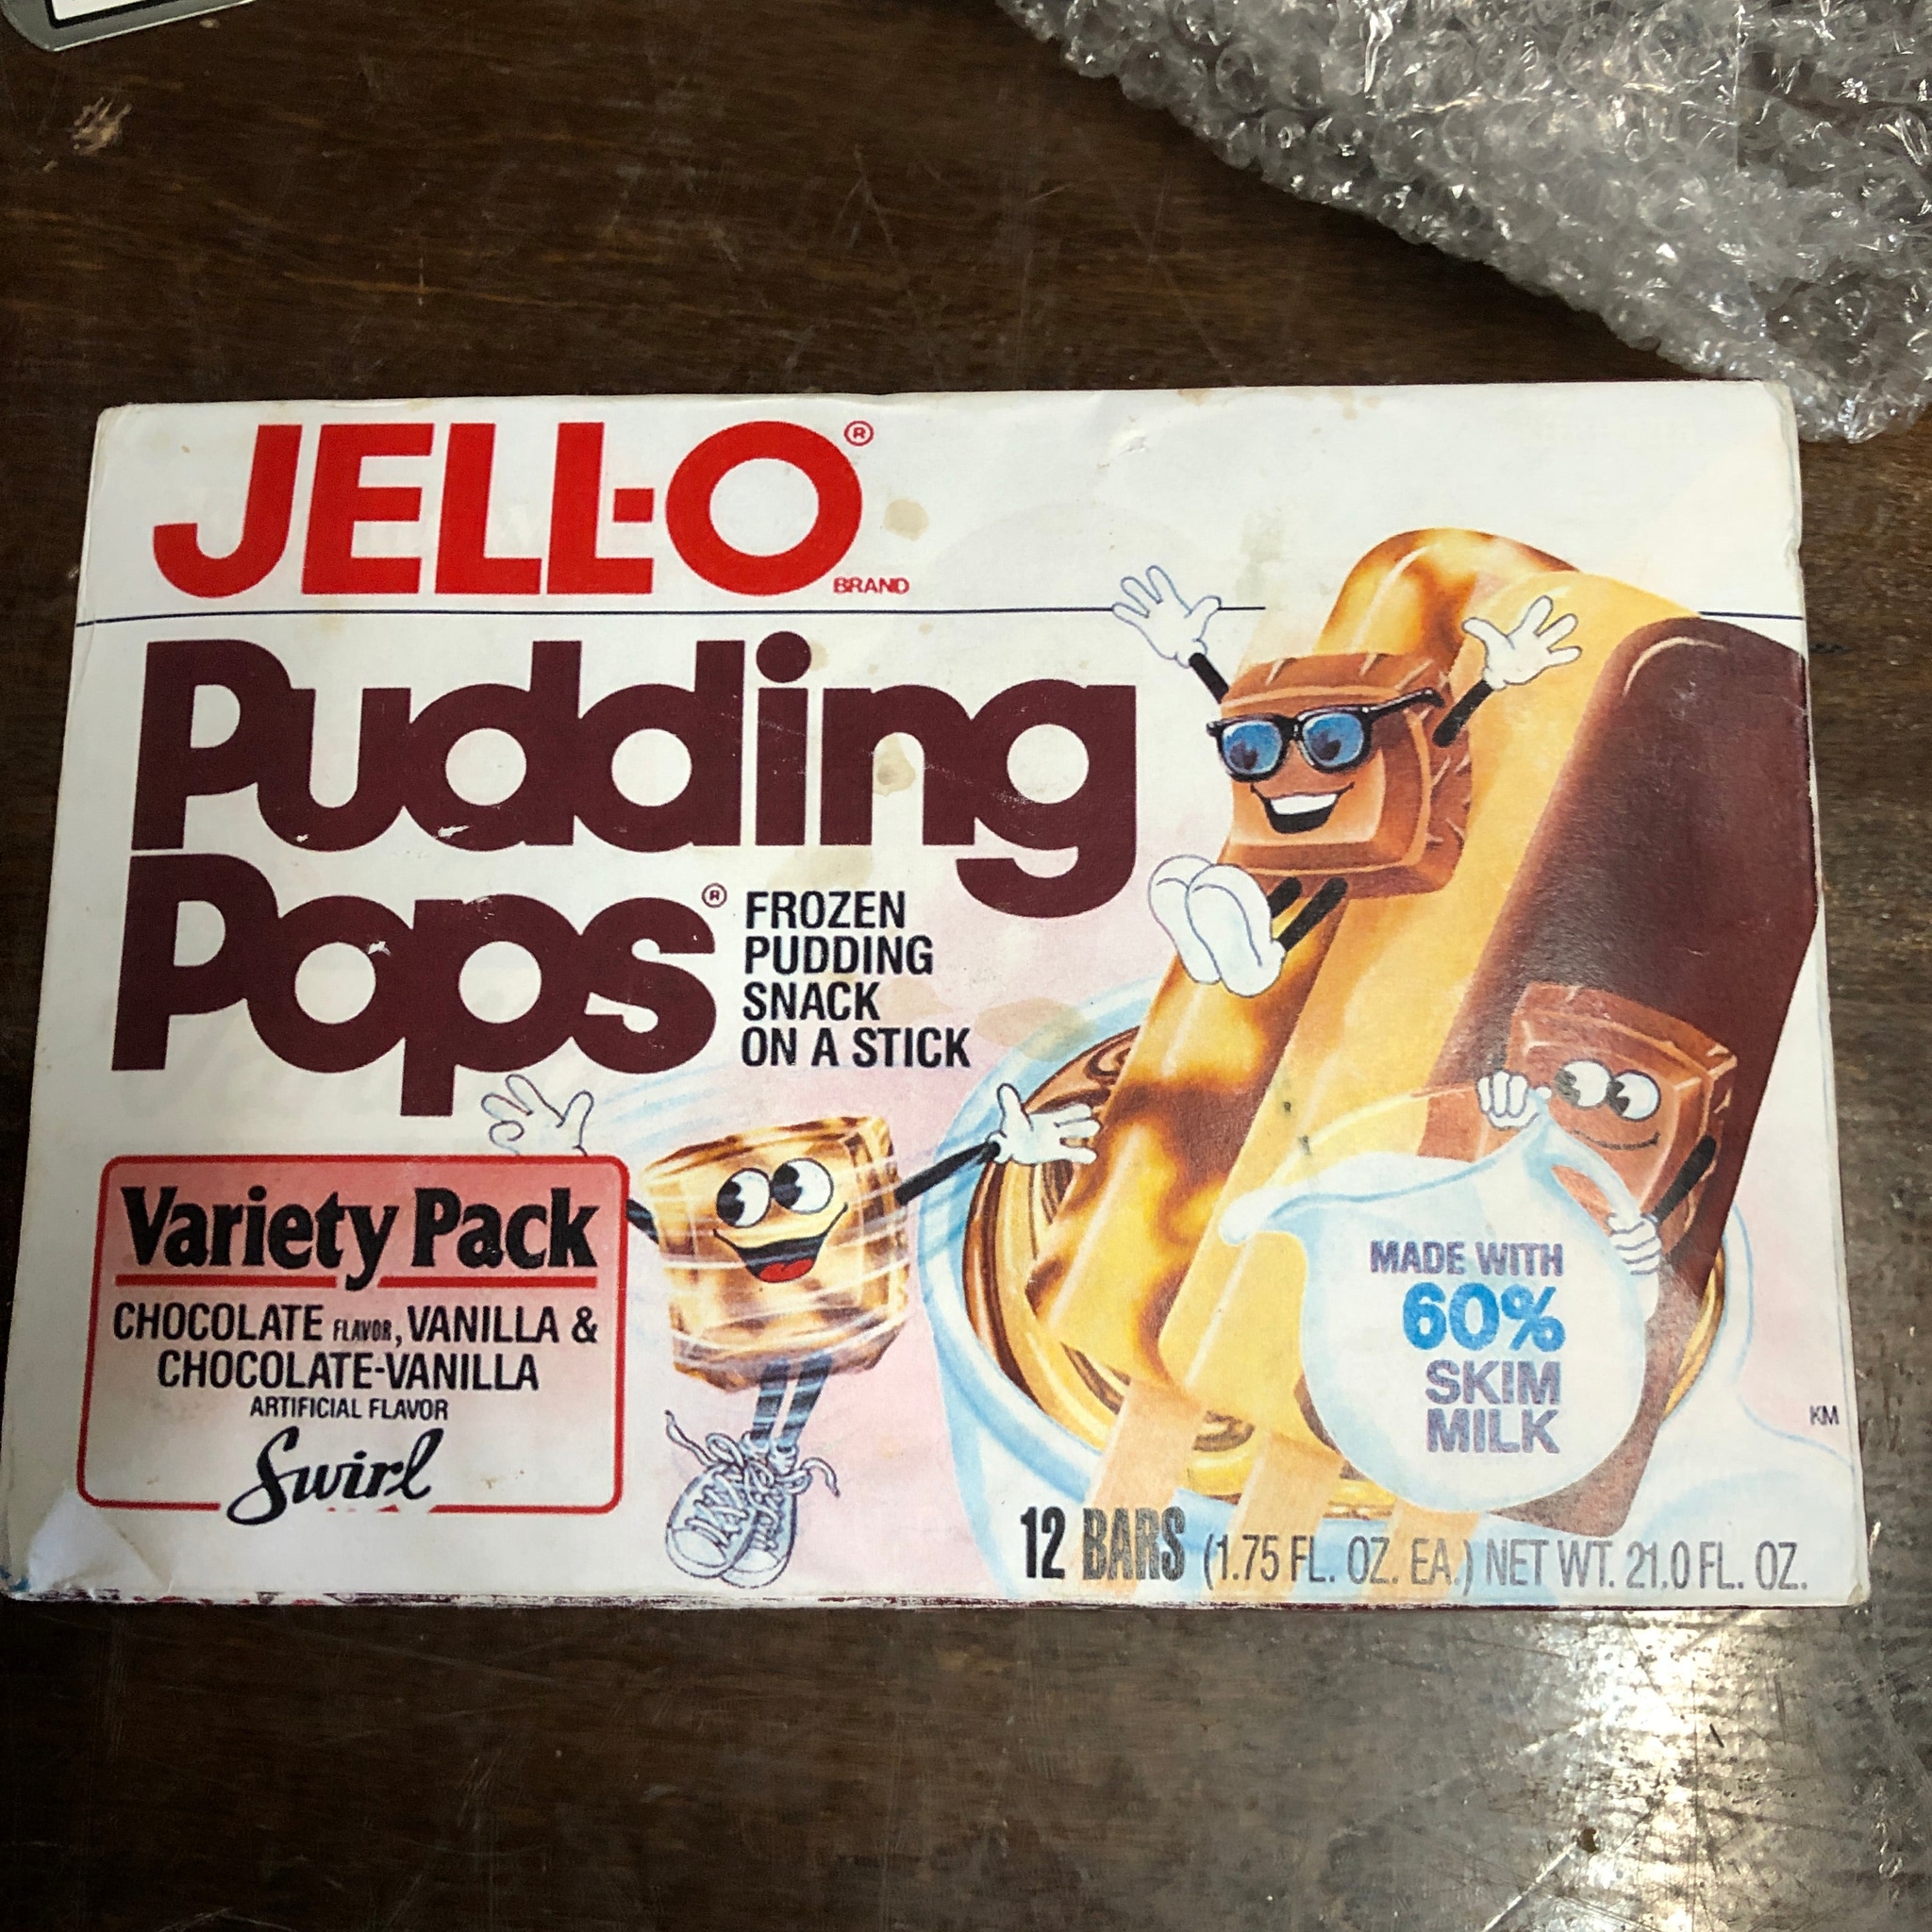 JELL-O®
BRAND
Pudding
Pops®
FROZEN
PUDDING
SNACK
ON A STICK
Variety Pack
CHOCOLATE FLAVOR, VANILLA &
CHOCOLATE-VANILLA
ARTIFICIAL FLAVOR
Swirl
MADE WITH
60%
SKIM
MILK
KM
12 BARS (1.75 FL. OZ. EA.) NET WT. 21.0 FL. OZ.